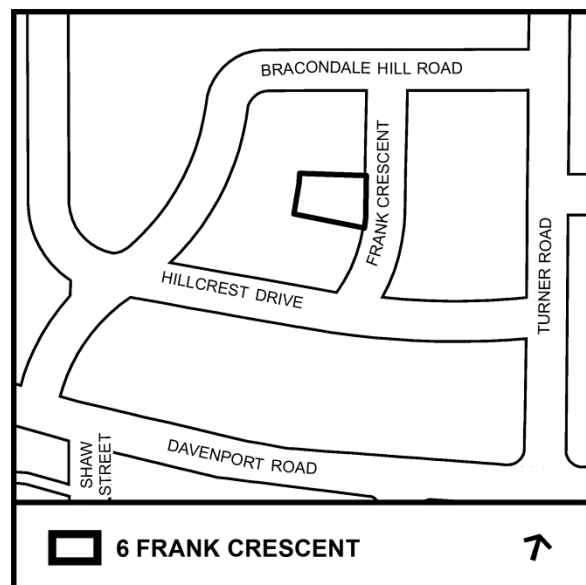 BRACONDALE HILL ROAD
FRANK CRESCENT
HILLCREST DRIVE
TURNER ROAD
DAVENPORT ROAD
SHAW
STREET
6 FRANK CRESCENT